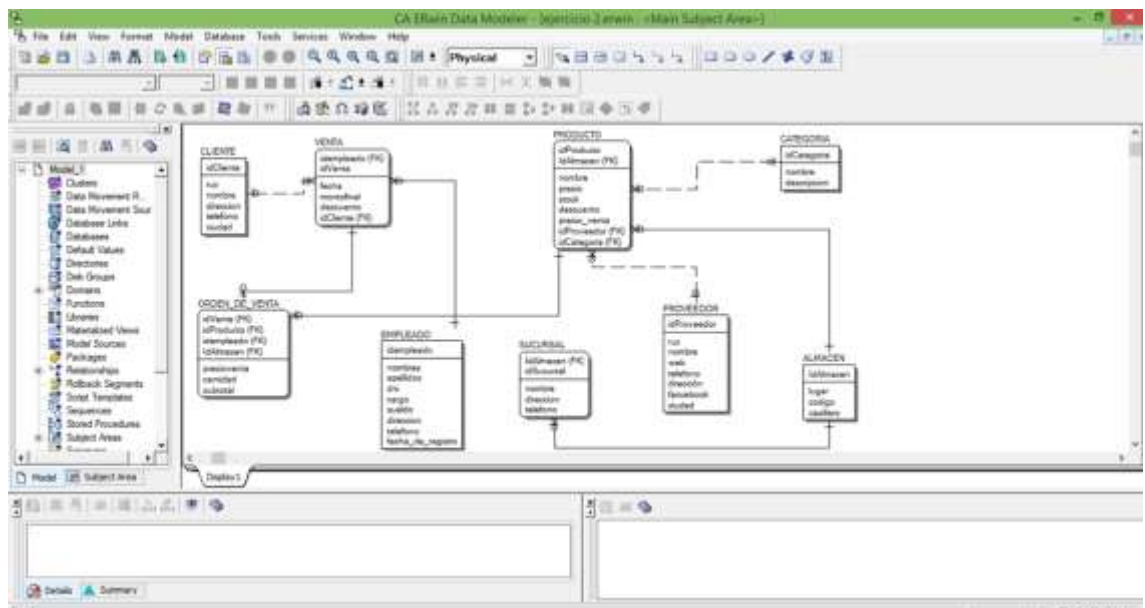 CA ERwin Data Modeler - [ejercicio 2.erwin : <Main Subject Area>]
File Edit View Format Model Database Tools Services Window Help
Physical
Model_1
Clusters
Data Movement R...
Data Movement Sour
Database Links
Databases
Default Values
Directories
Disk Groups
Domains
Functions
Libraries
Materialized Views
Model Sources
Packages
Relationships
Rollback Segments
Script Templates
Sequences
Stored Procedures
Subject Areas
Model
Subject Area
CLIENTE
idCliente
nombre
direccion
telefono
ciudad
VENTA
idempleado (FK)
idVenta
fecha
montofinal
descuento
idCliente (FK)
PRODUCTO
idProducto
IdAlmacen (FK)
nombre
precio
stock
descuento
precio_venta
idProveedor (FK)
idCategoria (FK)
CATEGORIA
idCategoria
nombre
descripcion
ORDEN_DE_VENTA
idVenta (FK)
idProducto (FK)
idempleado (FK)
IdAlmacen (FK)
precioventa
cantidad
subtotal
EMPLEADO
idempleado
nombres
apellidos
dni
cargo
sueldo
direccion
telefono
fecha_de_registro
SUCURSAL
IdAlmacen (FK)
idSucursal
nombre
direccion
telefono
PROVEEDOR
idProveedor
nombre
web
telefono
dirección
ciudad
ALMACEN
IdAlmacen
lugar
codigo
casillero
Display1
Details
Summary